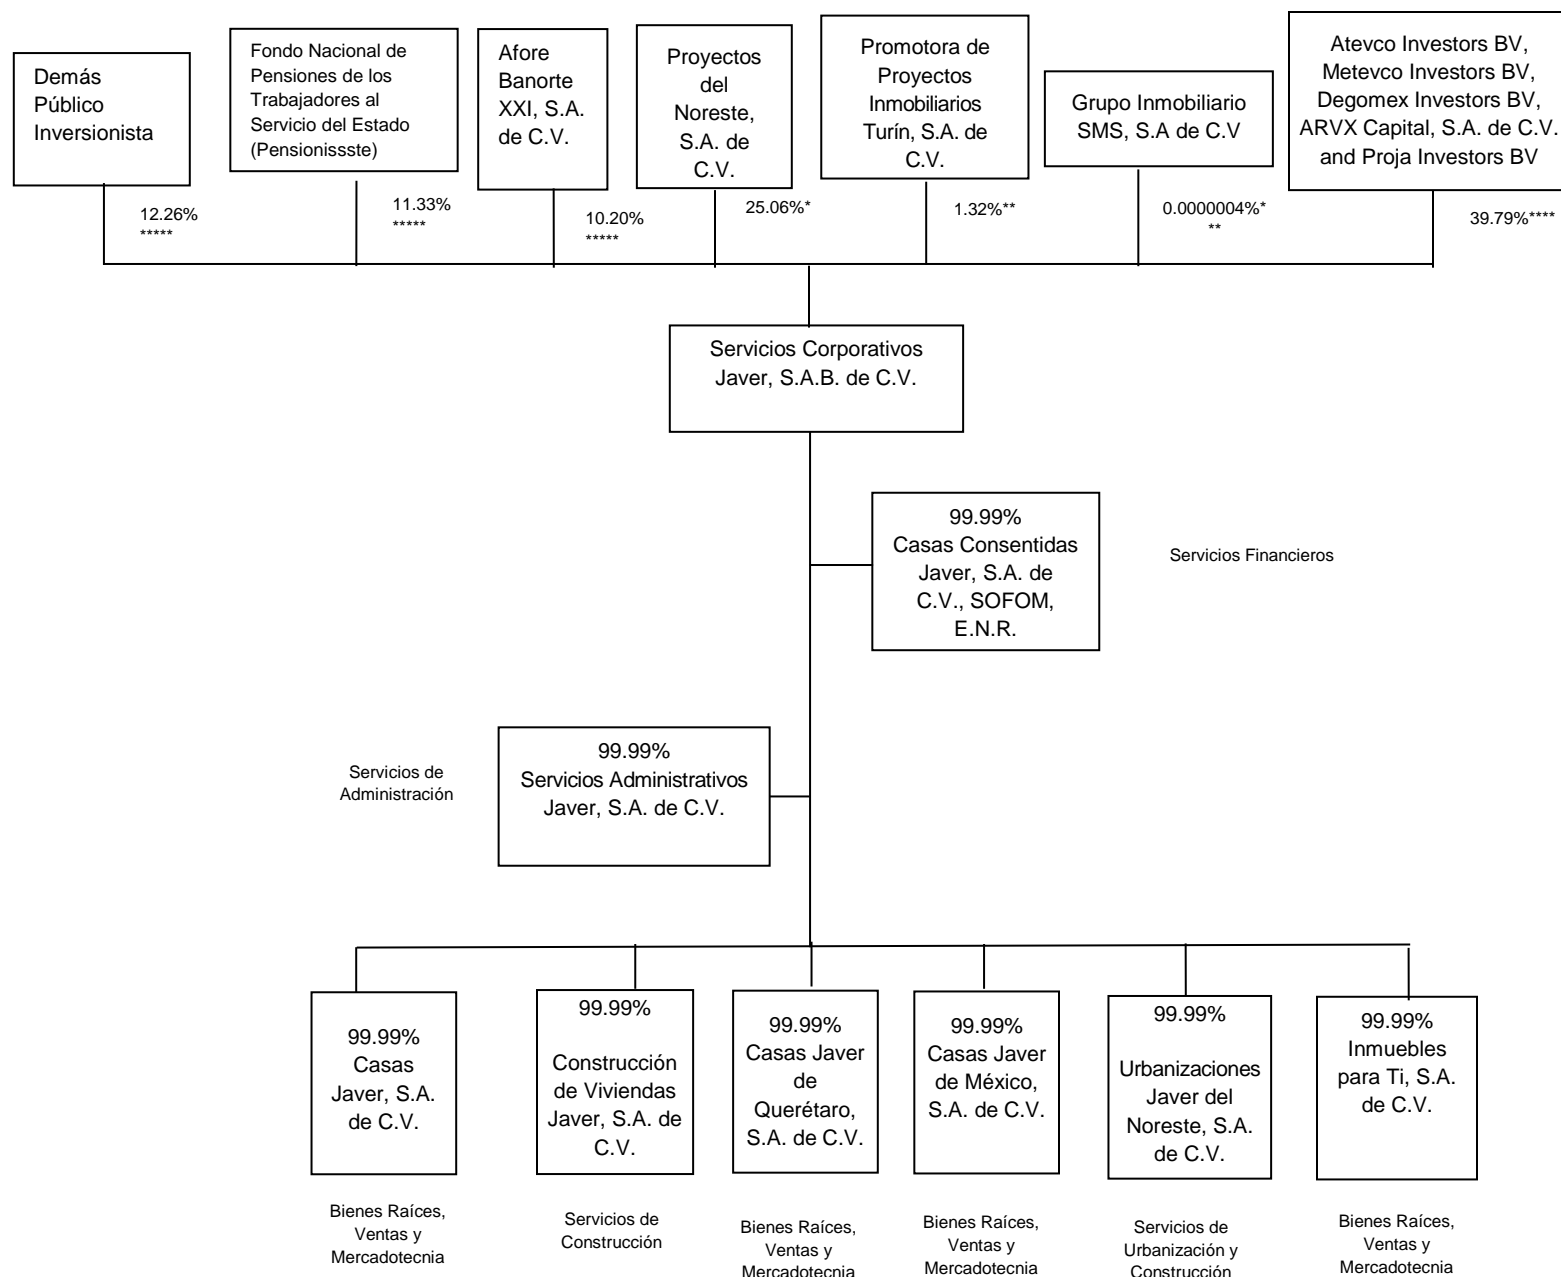 Demás
Público
Inversionista
Fondo Nacional de
Pensiones de los
Trabajadores al
Servicio del Estado
(Pensionissste)
Afore
Banorte
XXI, S.A.
de C.V.
Proyectos
del
Noreste,
S.A. de
C.V.
Promotora de
Proyectos
Inmobiliarios
Turín, S.A. de
C.V.
Grupo Inmobiliario
SMS, S.A de C.V
Atevco Investors BV,
Metevco Investors BV,
Degomex Investors BV,
ARVX Capital, S.A. de C.V.
and Proja Investors BV
12.26%
*****
11.33%
*****
10.20%
*****
25.06%*
1.32%**
0.0000004%*
**
39.79%****
Servicios Corporativos
Javer, S.A.B. de C.V.
99.99%
Casas Consentidas
Javer, S.A. de
C.V., SOFOM,
E.N.R.
Servicios Financieros
Servicios de
Administración
99.99%
Servicios Administrativos
Javer, S.A. de C.V.
99.99%
Casas
Javer, S.A.
de C.V.
99.99%
Construcción
de Viviendas
Javer, S.A. de
C.V.
99.99%
Casas Javer
de
Querétaro,
S.A. de C.V.
99.99%
Casas Javer
de México,
S.A. de C.V.
99.99%
Urbanizaciones
Javer del
Noreste, S.A.
de C.V.
99.99%
Inmuebles
para Ti, S.A.
de C.V.
Bienes Raíces,
Ventas y
Mercadotecnia
Servicios de
Construcción
Bienes Raíces,
Ventas y
Mercadotecnia
Bienes Raíces,
Ventas y
Mercadotecnia
Servicios de
Urbanización y
Construcción
Bienes Raíces,
Ventas y
Mercadotecnia